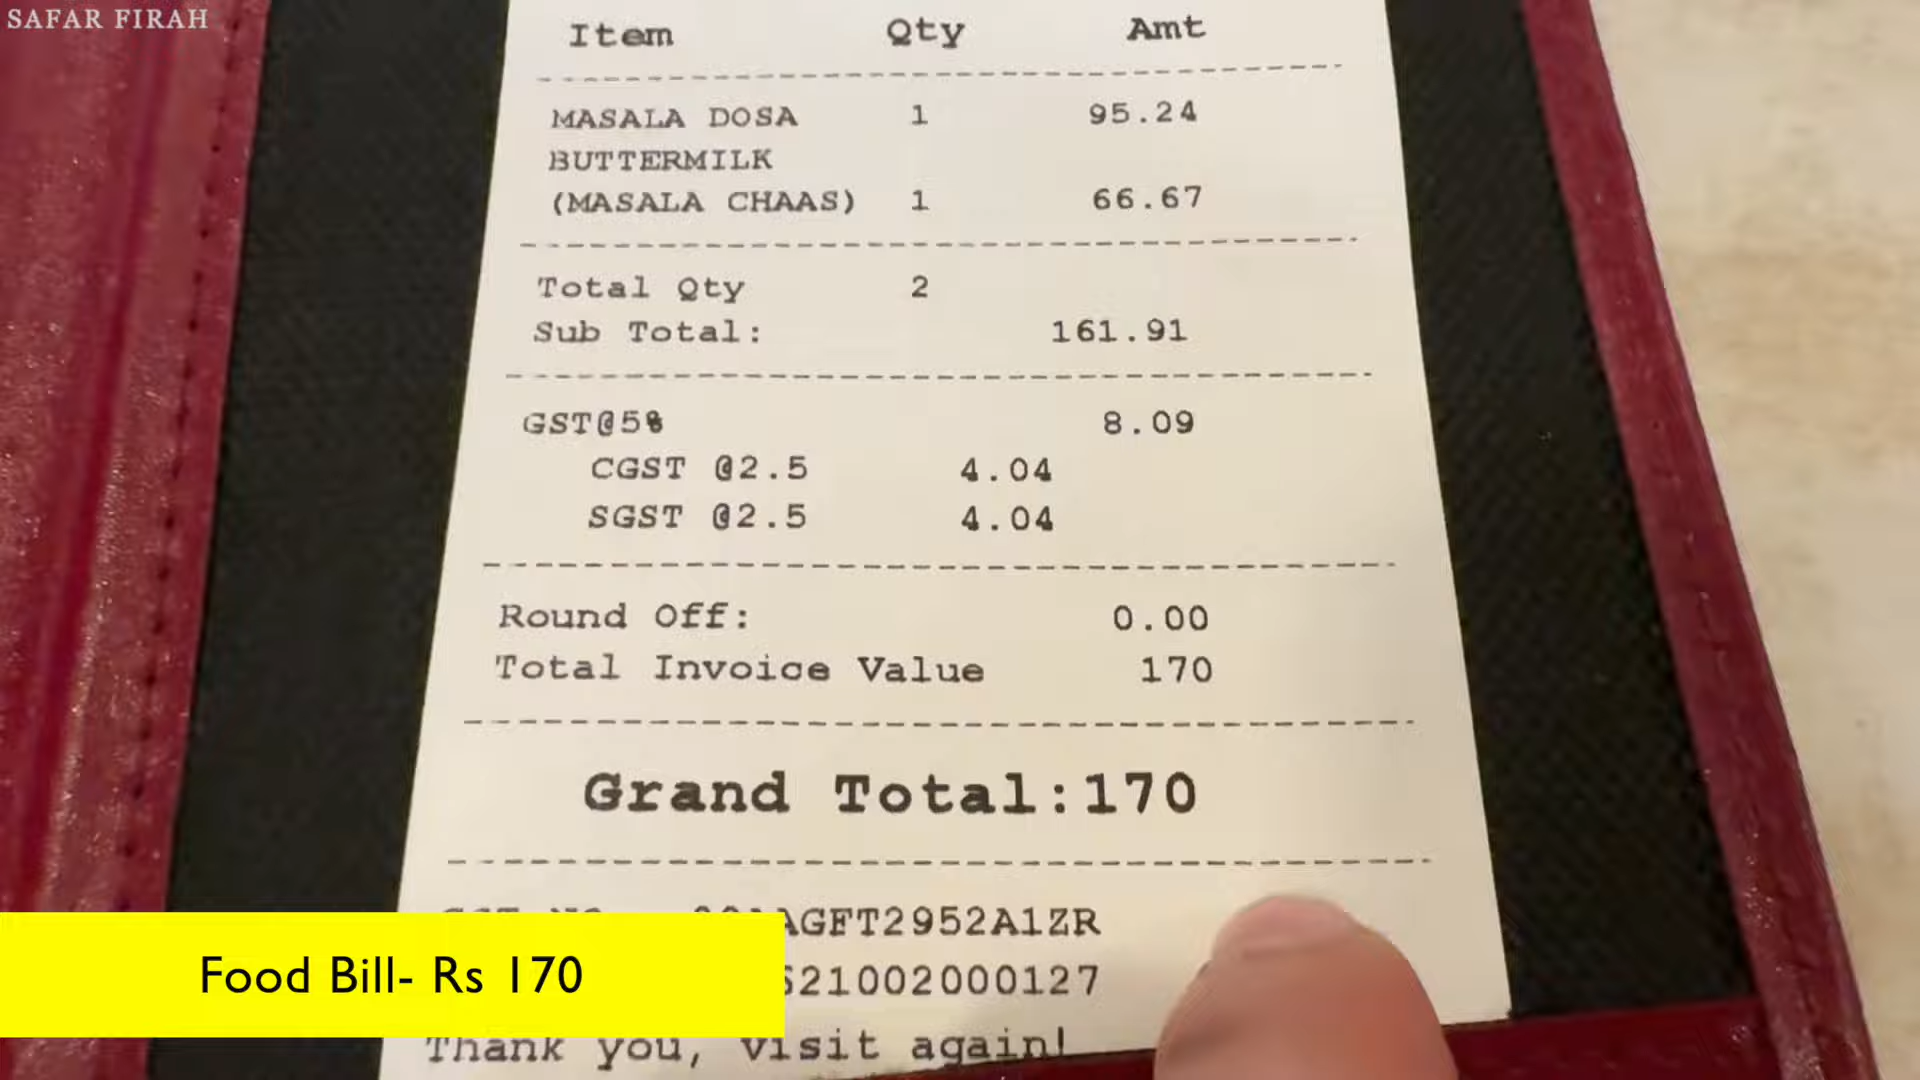 SAFAR FIRAH
Item Qty Amt
MASALA DOSA 1 95.24
BUTTERMILK
(MASALA CHAAS) 1 66.67
Total Qty 2
Sub Total: 161.91
GST@5% 8.09
CGST @2.5 4.04
SGST @2.5 4.04
Round Off: 0.00
Total Invoice Value 170
Grand Total:170
AGFT2952A1ZR
21002000127
Food Bill- Rs 170
Thank you, visit again!